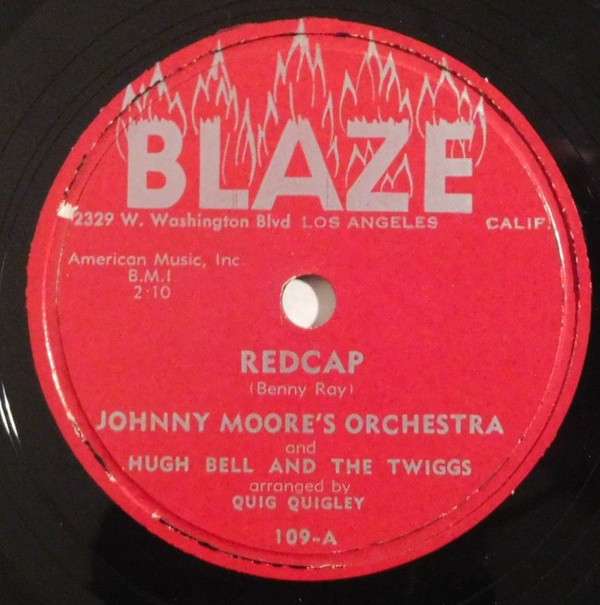 BLAZE
2329 W. Washington Blvd LOS ANGELES CALIF.
American Music, Inc.
B.M.I
2:10
REDCAP
(Benny Ray)
JOHNNY MOORE'S ORCHESTRA
and
HUGH BELL AND THE TWIGGS
arranged by
QUIG QUIGLEY
109-A